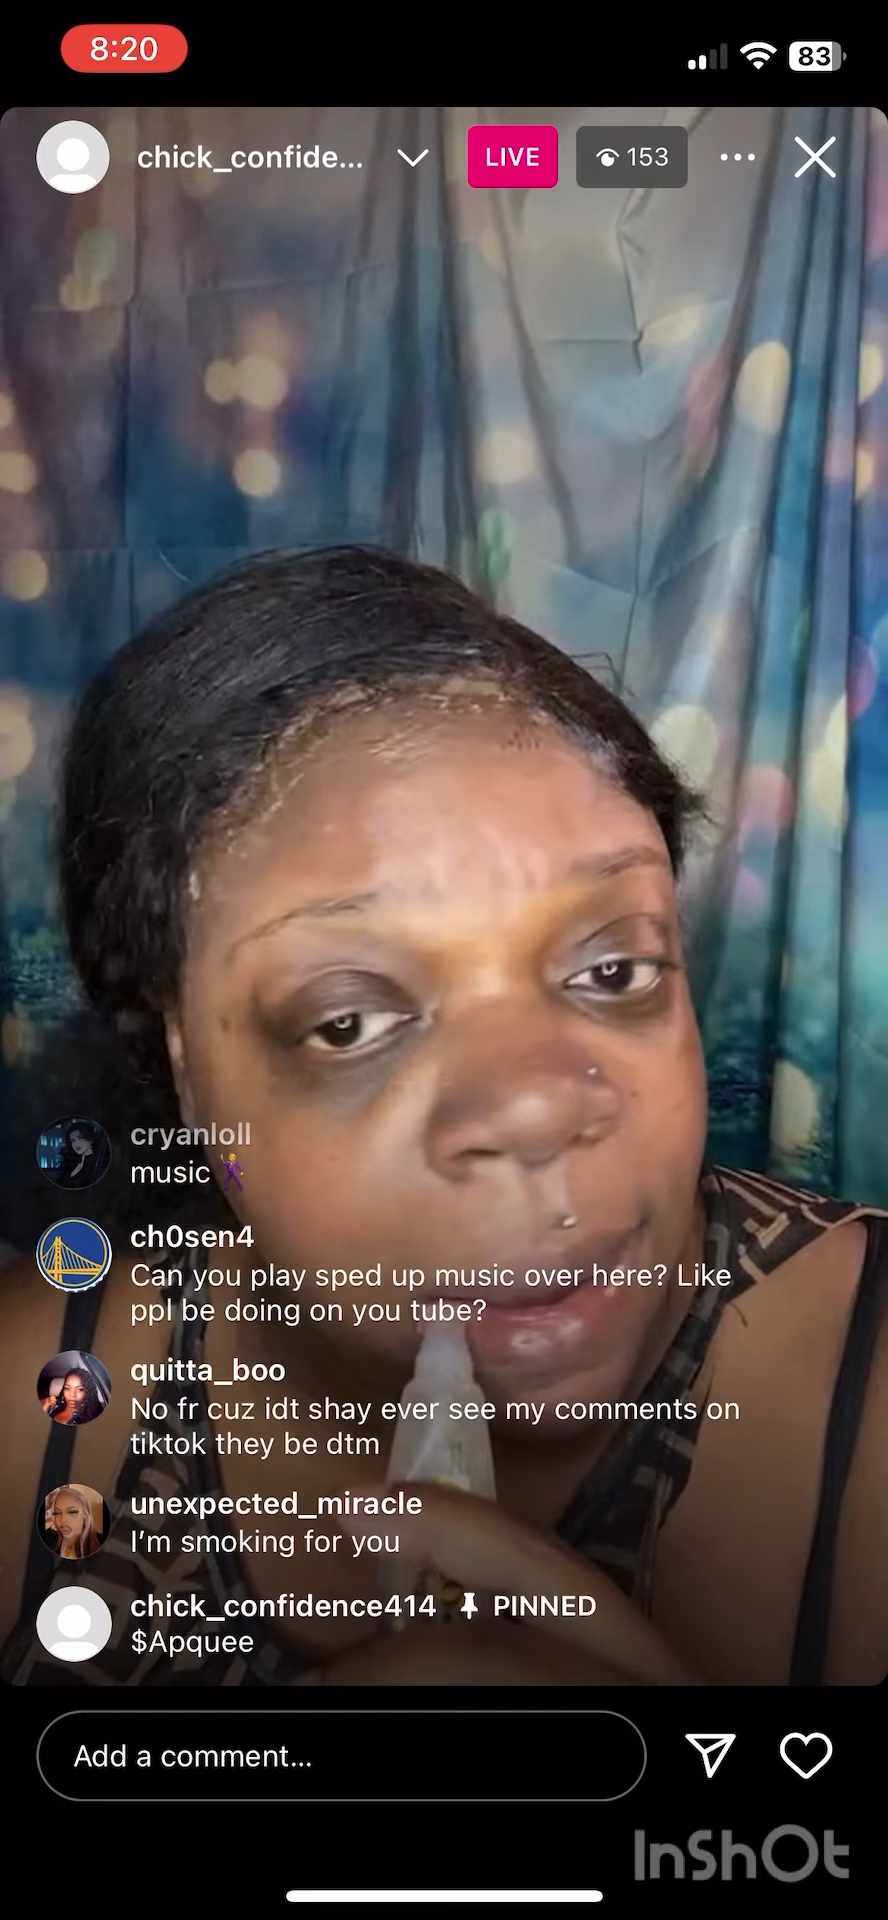 8:20
83
chick_confide...
LIVE
153
cryanloll
music 🕺
ch0sen4
Can you play sped up music over here? Like
ppl be doing on you tube?
quitta_boo
No fr cuz idt shay ever see my comments on
tiktok they be dtm
unexpected_miracle
I'm smoking for you
chick_confidence414 PINNED
$Apquee
Add a comment...
InShOt